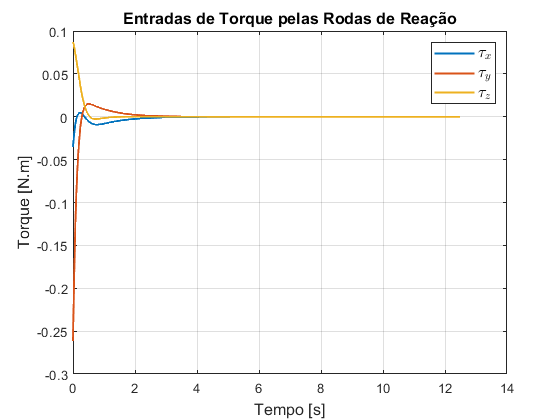 Entradas de Torque pelas Rodas de Reação
0.1
0.05
0
-0.05
-0.1
-0.15
-0.2
-0.25
-0.3
Torque [N.m]
τx
τy
τz
0 2 4 6 8 10 12 14
Tempo [s]